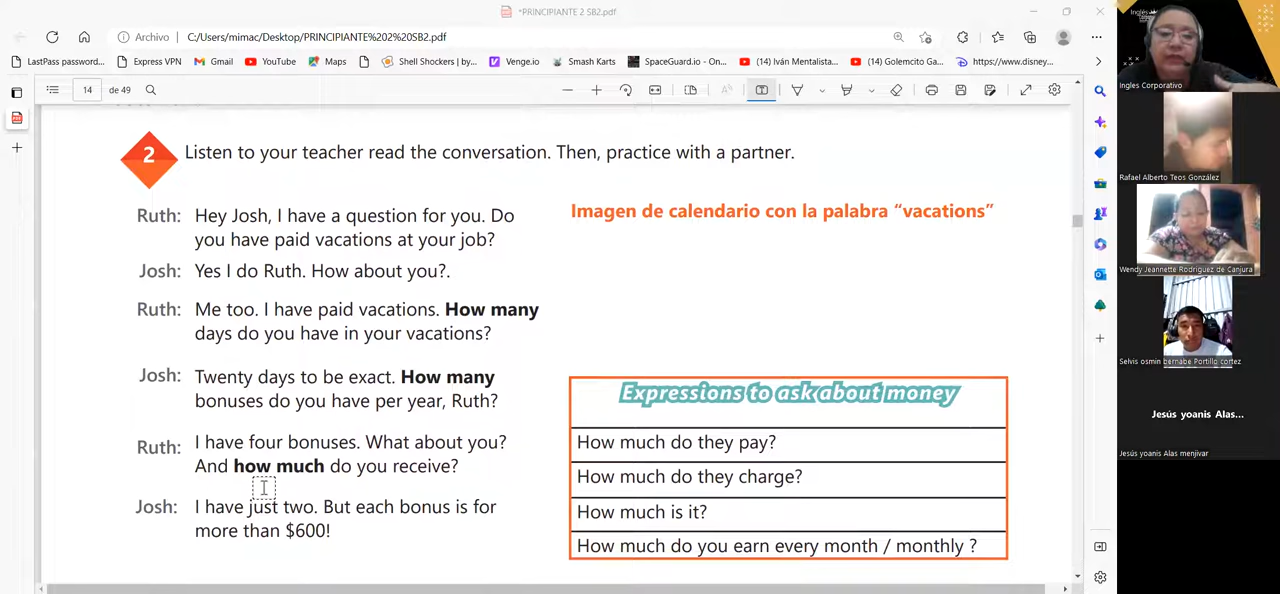 *PRINCIPIANTE 2 SB2.pdf
Archivo
C:/Users/mimac/Desktop/PRINCIPIANTE%202%20SB2.pdf
LastPass password...
Express VPN
Gmail
YouTube
Maps
Shell Shockers | by...
Venge.io
Smash Karts
SpaceGuard.io - On...
(14) Iván Mentalista...
(14) Golemcito Ga...
https://www.disney...
14
de 49
2
Listen to your teacher read the conversation. Then, practice with a partner.
Ruth: Hey Josh, I have a question for you. Do
you have paid vacations at your job?
Josh: Yes I do Ruth. How about you?.
Ruth: Me too. I have paid vacations. How many
days do you have in your vacations?
Josh: Twenty days to be exact. How many
bonuses do you have per year, Ruth?
Ruth: I have four bonuses. What about you?
And how much do you receive?
Josh: I have just two. But each bonus is for
more than $600!
Imagen de calendario con la palabra “vacations”
Expressions to ask about money
How much do they pay?
How much do they charge?
How much is it?
How much do you earn every month / monthly ?
Inglés
Ingles Corporativo
Rafael Alberto Teos González
Wendy Jeannette Rodriguez de Canjura
Selvis osmin bernabe Portillo cortez
Jesús yoanis Alas...
Jesús yoanis Alas menjivar